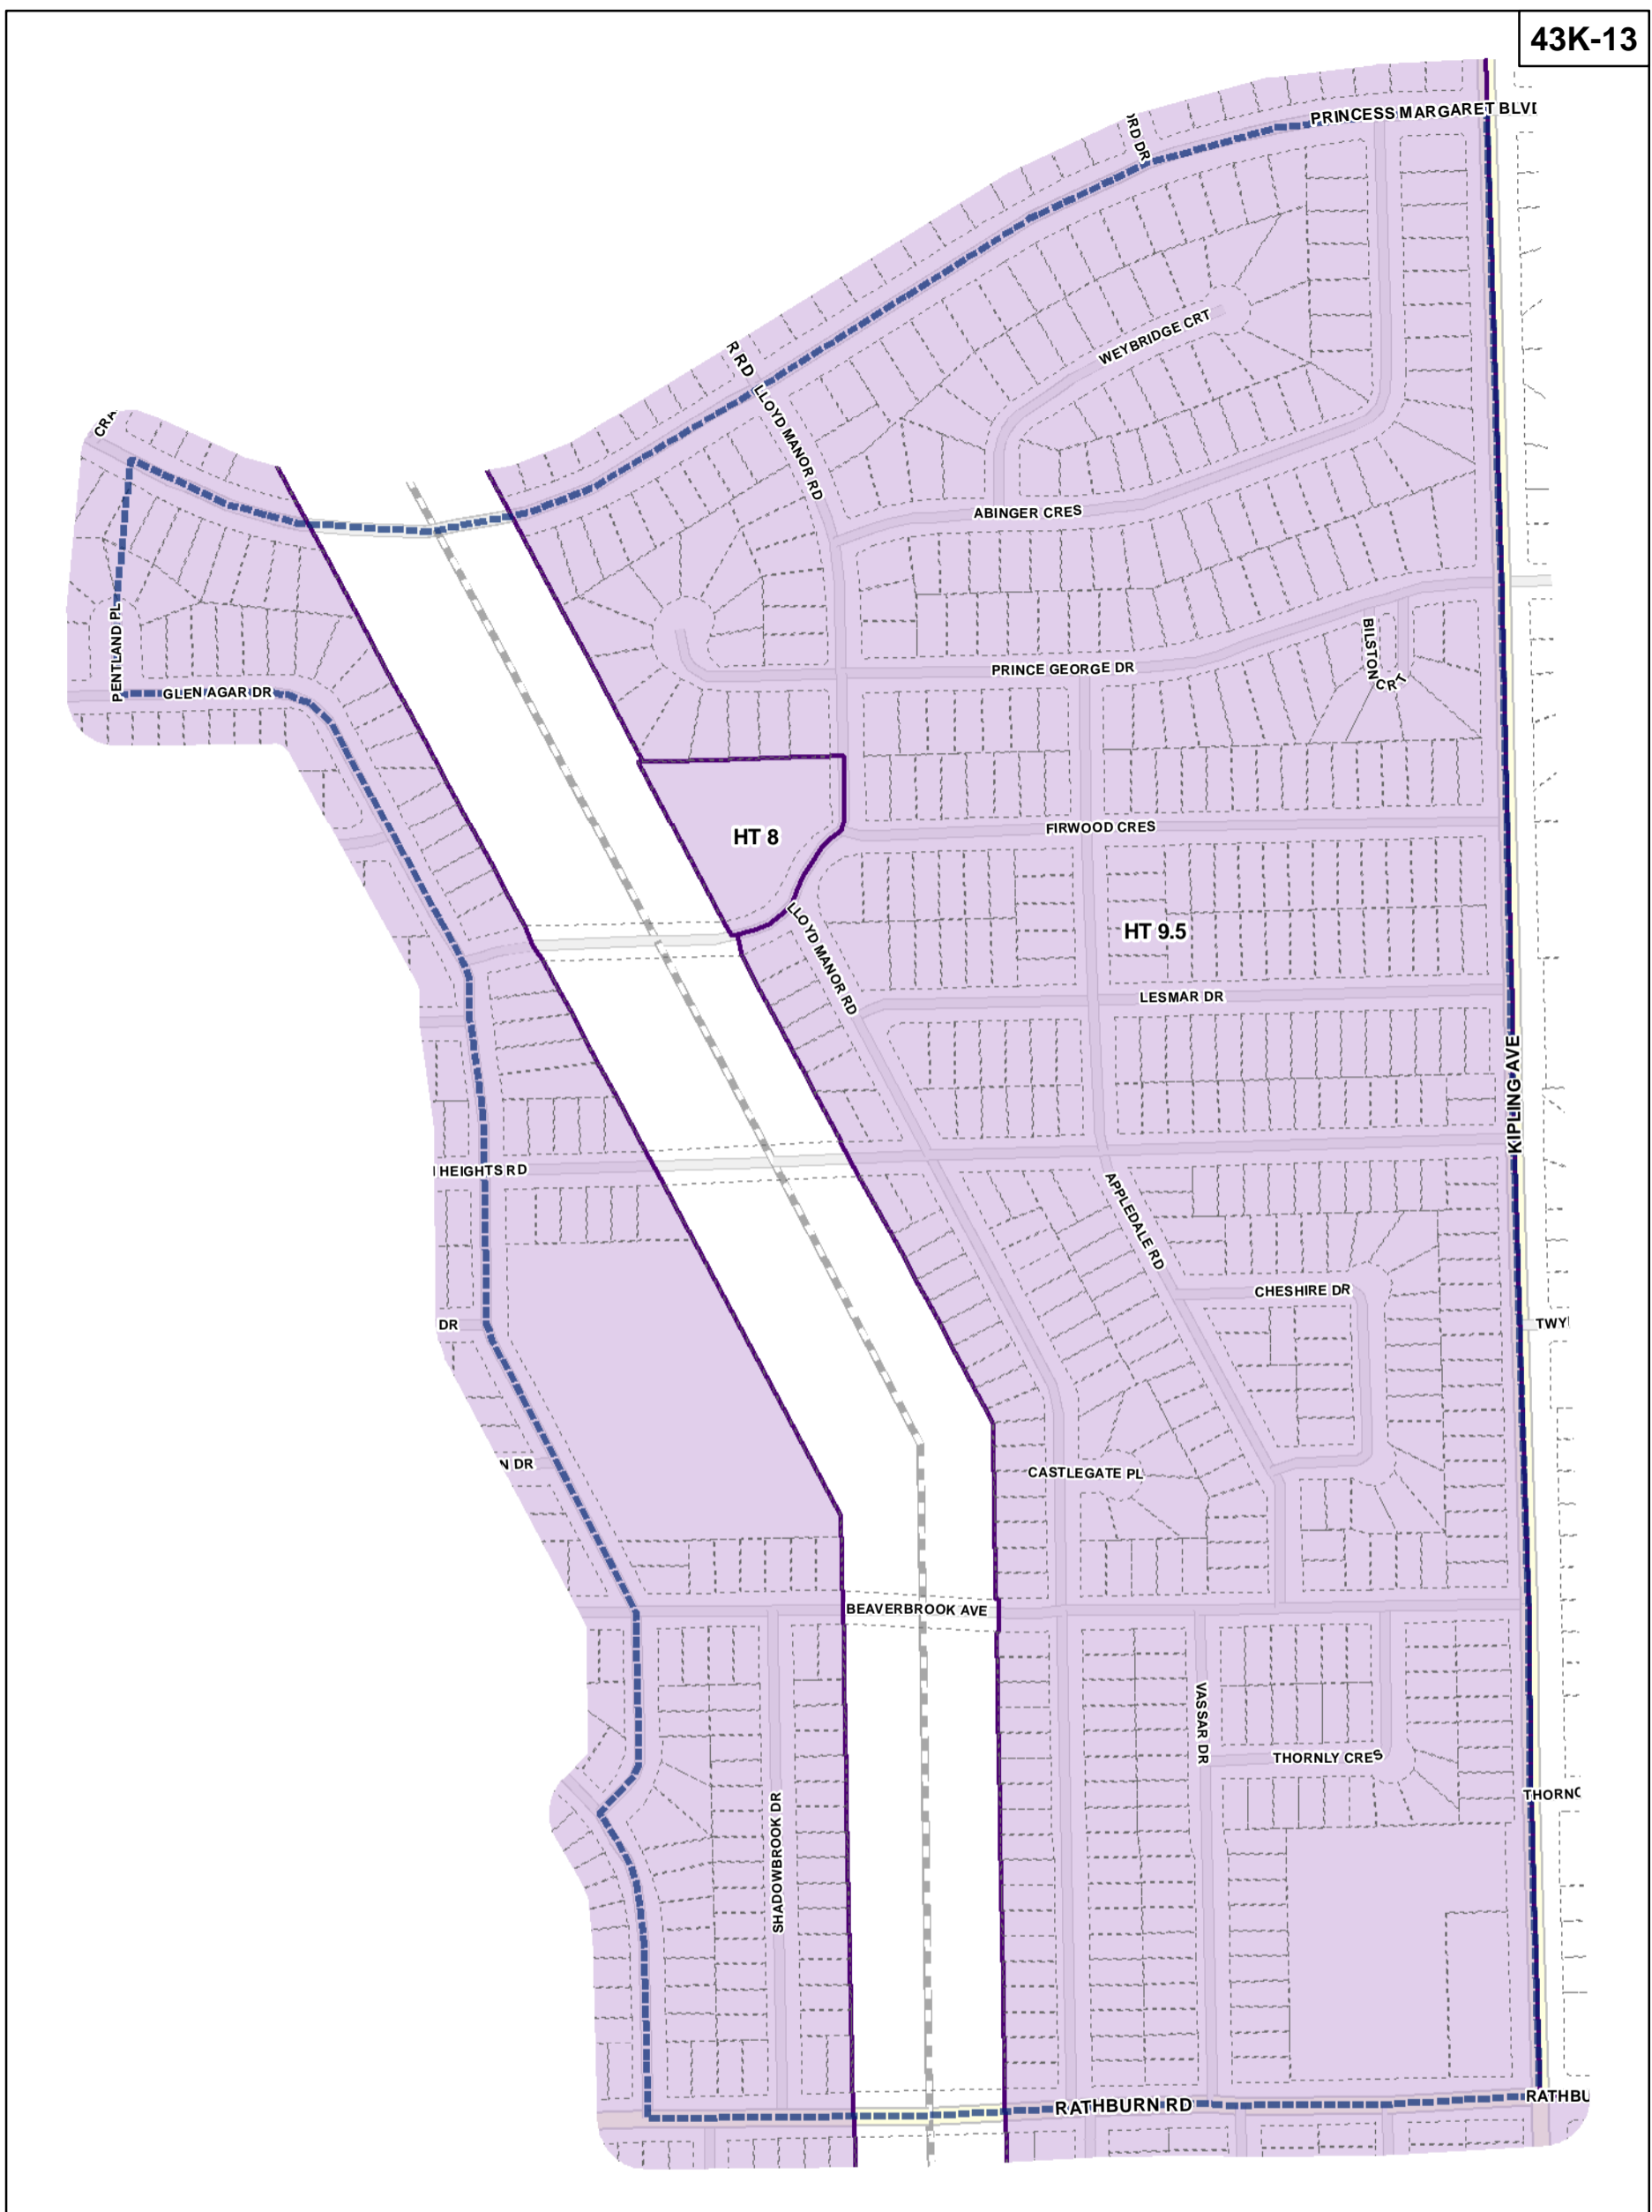 43K-13
PRINCESS MARGARET BLVD
RD DR
WEYBRIDGE CRT
R RD
LLOYD MANOR RD
CRA
ABINGER CRES
PENTLAND PL
GLEN AGAR DR
PRINCE GEORGE DR
BILSTON CRT
HT 8
FIRWOOD CRES
LLOYD MANOR RD
HT 9.5
LESMAR DR
KIPLING AVE
HEIGHTS RD
APPLEDALE RD
CHESHIRE DR
DR
TWY
N DR
CASTLEGATE PL
BEAVERBROOK AVE
VASSAR DR
THORNLY CRES
THORNC
SHADOWBROOK DR
RATHBURN RD
RATHBU